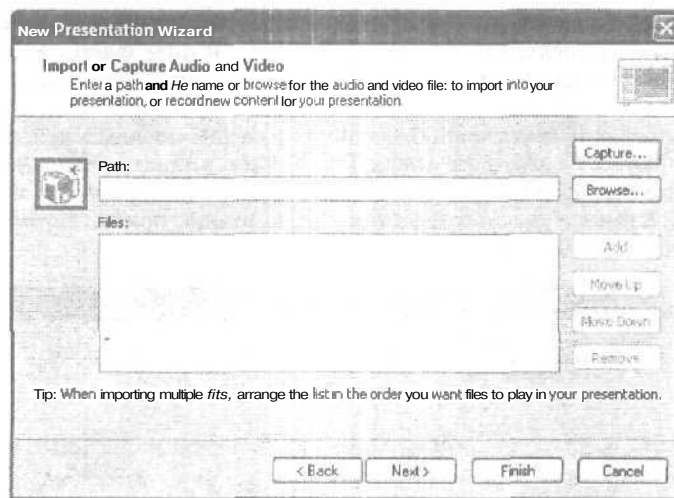 New Presentation Wizard
Import or Capture Audio and Video
Enter a path and He name or browse for the audio and video file: to import into your
presentation, or record new content lor your presentation.
Capture...
Path:
Browse...
Files:
Add
Move Up
Move Down
Remove
Tip: When importing multiple fits, arrange the list in the order you want files to play in your presentation.
< Back
Next >
Finish
Cancel